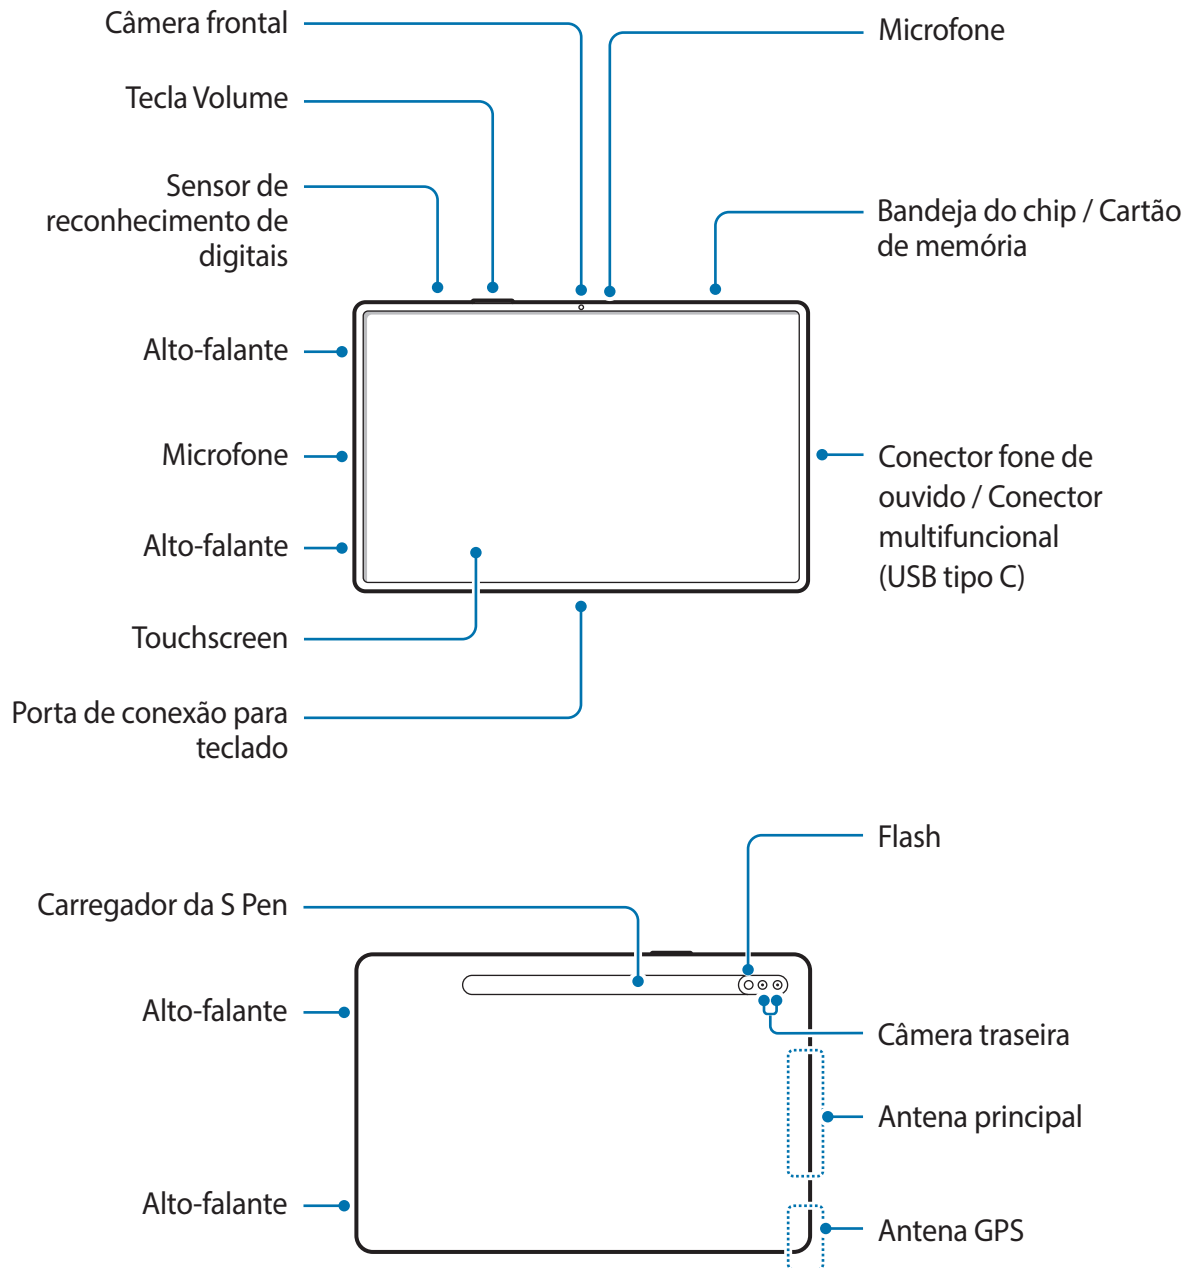 Câmera frontal
Microfone
Tecla Volume
Sensor de
reconhecimento de
digitais
Bandeja do chip / Cartão
de memória
Alto-falante
Microfone
Conector fone de
ouvido / Conector
multifuncional
(USB tipo C)
Alto-falante
Touchscreen
Porta de conexão para
teclado
Flash
Carregador da S Pen
Alto-falante
Câmera traseira
Antena principal
Alto-falante
Antena GPS